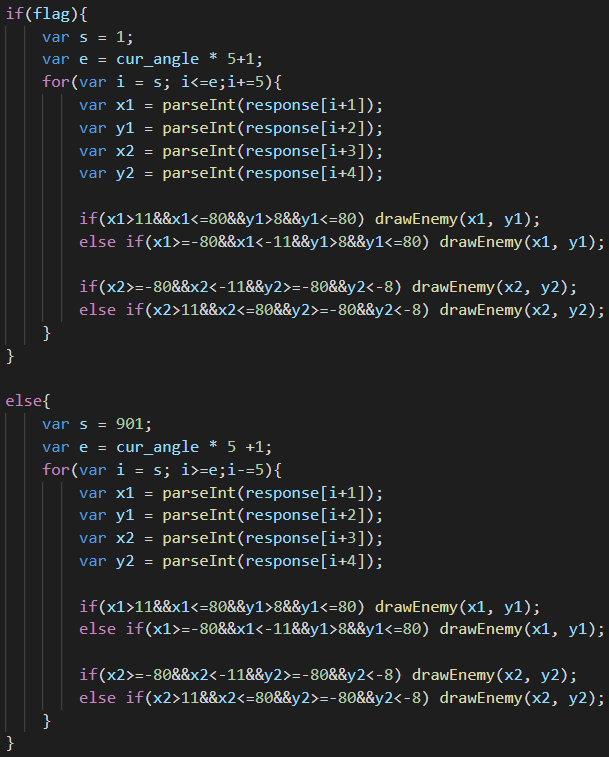 if(flag){
    var s = 1;
    var e = cur_angle * 5+1;
    for(var i = s; i<=e;i+=5){
        var x1 = parseInt(response[i+1]);
        var y1 = parseInt(response[i+2]);
        var x2 = parseInt(response[i+3]);
        var y2 = parseInt(response[i+4]);

        if(x1>11&&x1<=80&&y1>8&&y1<=80) drawEnemy(x1, y1);
        else if(x1>=-80&&x1<-11&&y1>8&&y1<=80) drawEnemy(x1, y1);

        if(x2>=-80&&x2<-11&&y2>=-80&&y2<-8) drawEnemy(x2, y2);
        else if(x2>11&&x2<=80&&y2>=-80&&y2<-8) drawEnemy(x2, y2);
    }
}

else{
    var s = 901;
    var e = cur_angle * 5 +1;
    for(var i = s; i>=e;i-=5){
        var x1 = parseInt(response[i+1]);
        var y1 = parseInt(response[i+2]);
        var x2 = parseInt(response[i+3]);
        var y2 = parseInt(response[i+4]);

        if(x1>11&&x1<=80&&y1>8&&y1<=80) drawEnemy(x1, y1);
        else if(x1>=-80&&x1<-11&&y1>8&&y1<=80) drawEnemy(x1, y1);

        if(x2>=-80&&x2<-11&&y2>=-80&&y2<-8) drawEnemy(x2, y2);
        else if(x2>11&&x2<=80&&y2>=-80&&y2<-8) drawEnemy(x2, y2);
    }
}